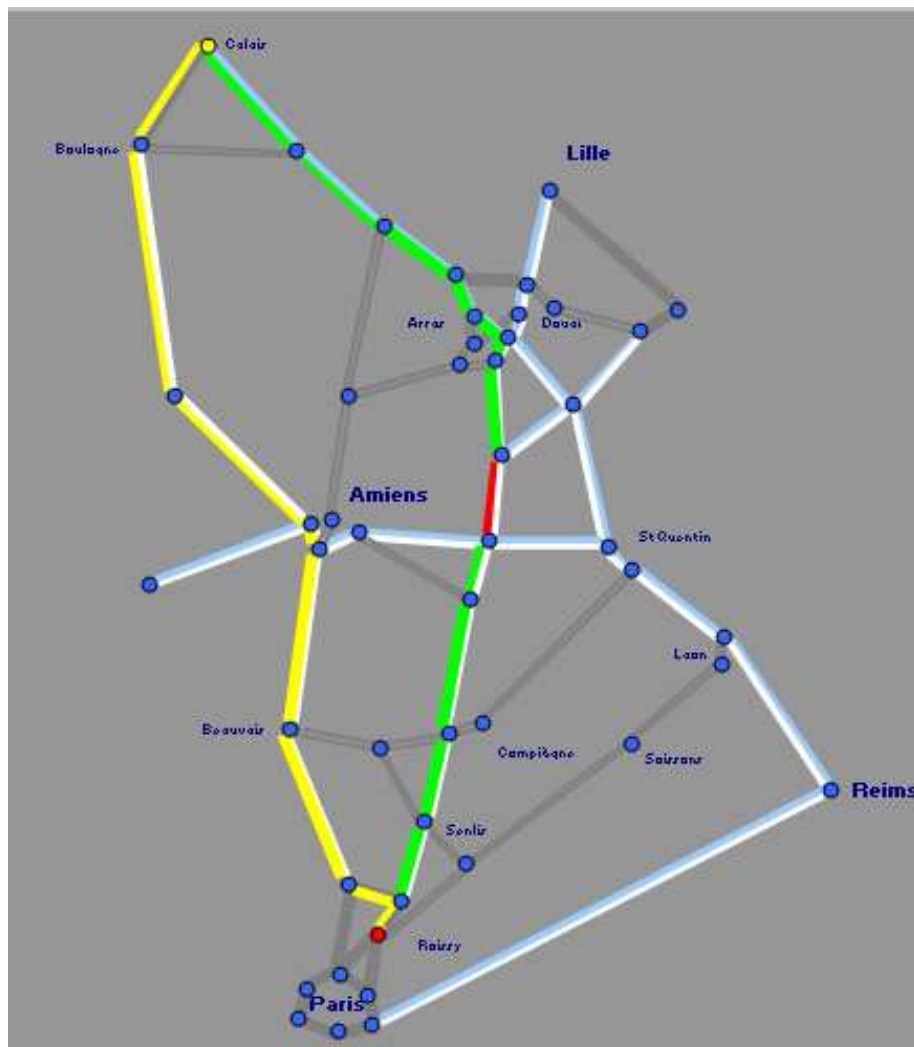 Calais
Boulogne
Lille
Arras
Douai
Amiens
St Quentin
Laon
Beauvais
Compiègne
Soissons
Reims
Senlis
Roissy
Paris